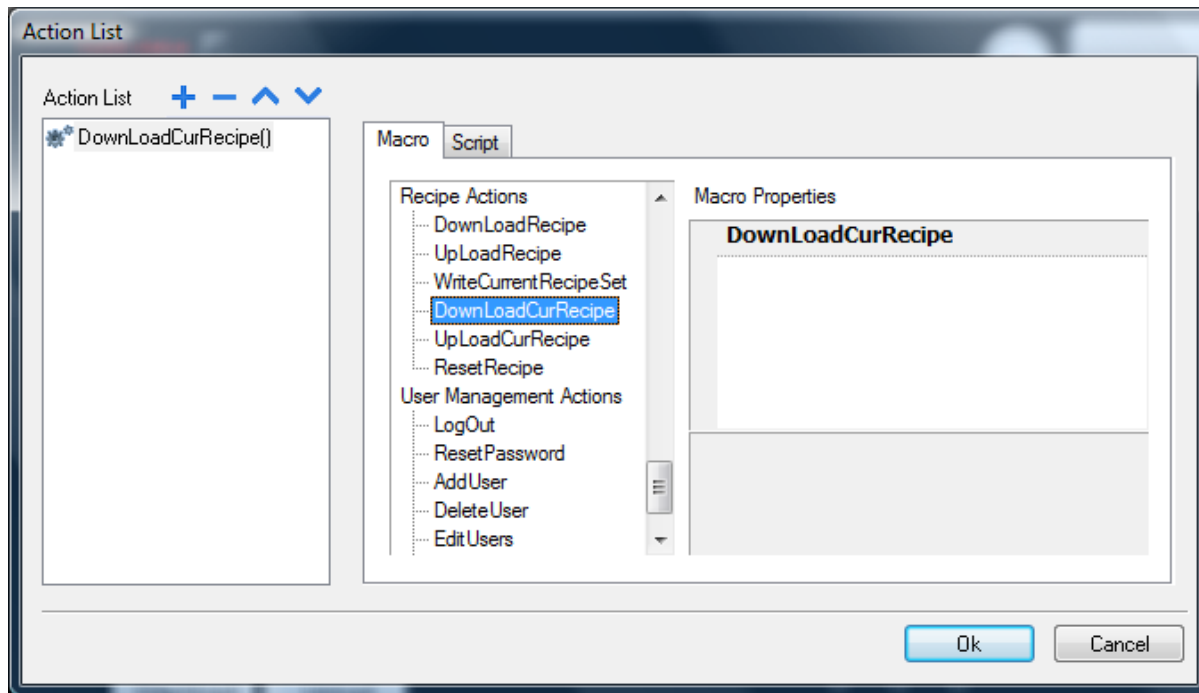 Action List
Action List
DownLoadCurRecipe()
Macro
Script
Recipe Actions
DownLoadRecipe
UpLoadRecipe
WriteCurrentRecipeSet
DownLoadCurRecipe
UpLoadCurRecipe
ResetRecipe
User Management Actions
LogOut
ResetPassword
AddUser
DeleteUser
EditUsers
Macro Properties
DownLoadCurRecipe
Ok
Cancel